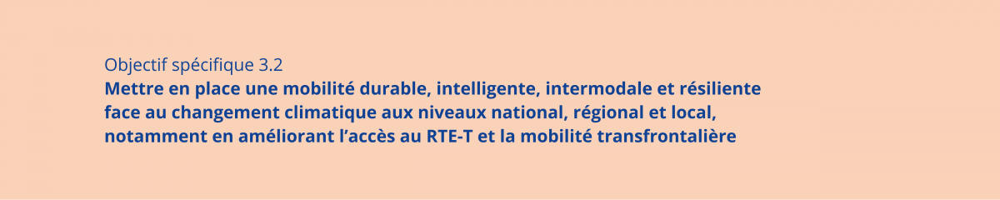 Objectif spécifique 3.2
Mettre en place une mobilité durable, intelligente, intermodale et résiliente
face au changement climatique aux niveaux national, régional et local,
notamment en améliorant l’accès au RTE-T et la mobilité transfrontalière